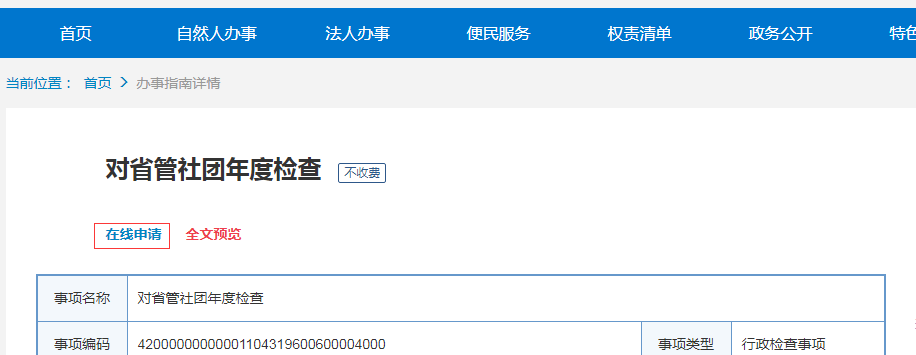 首页 自然人办事 法人办事 便民服务 权责清单 政务公开 特色
当前位置： 首页 > 办事指南详情
对省管社团年度检查 不收费
在线申请 全文预览
事项名称 对省管社团年度检查
事项编码 42000000000001104319600600004000 事项类型 行政检查事项